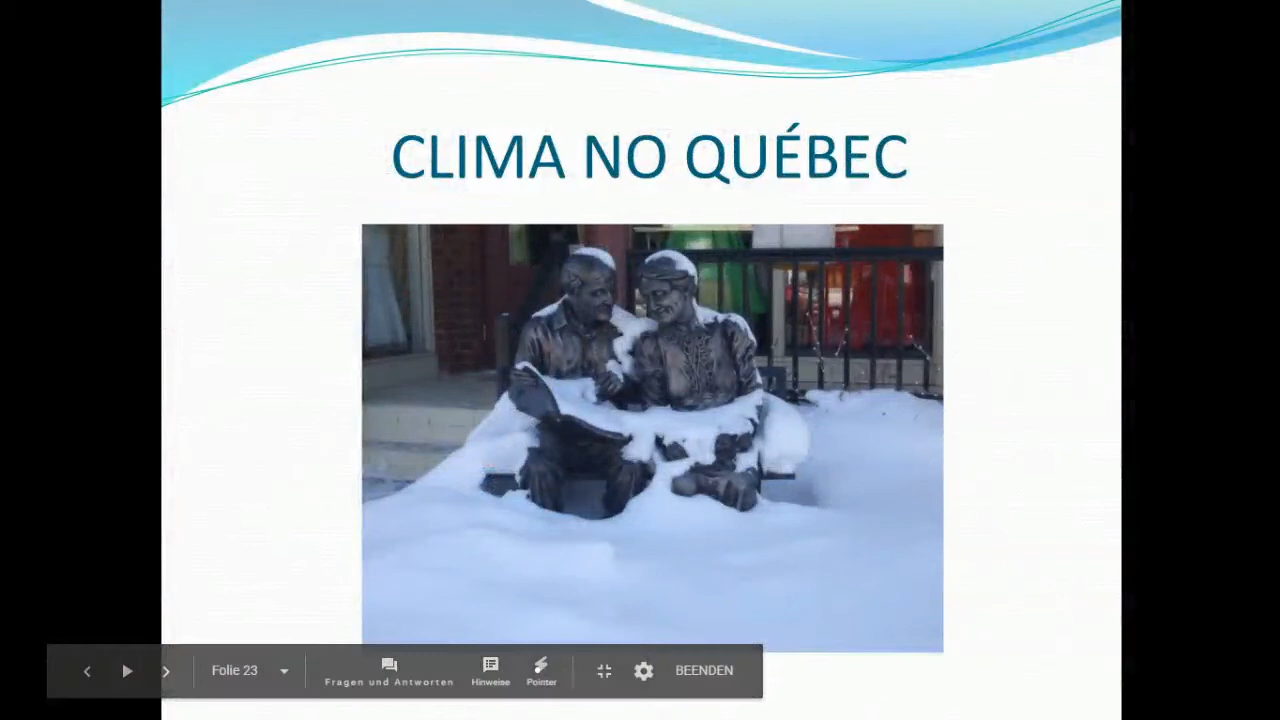 CLIMA NO QUÉBEC
Folie 23
Fragen und Antworten
Hinweise
Pointer
BEENDEN